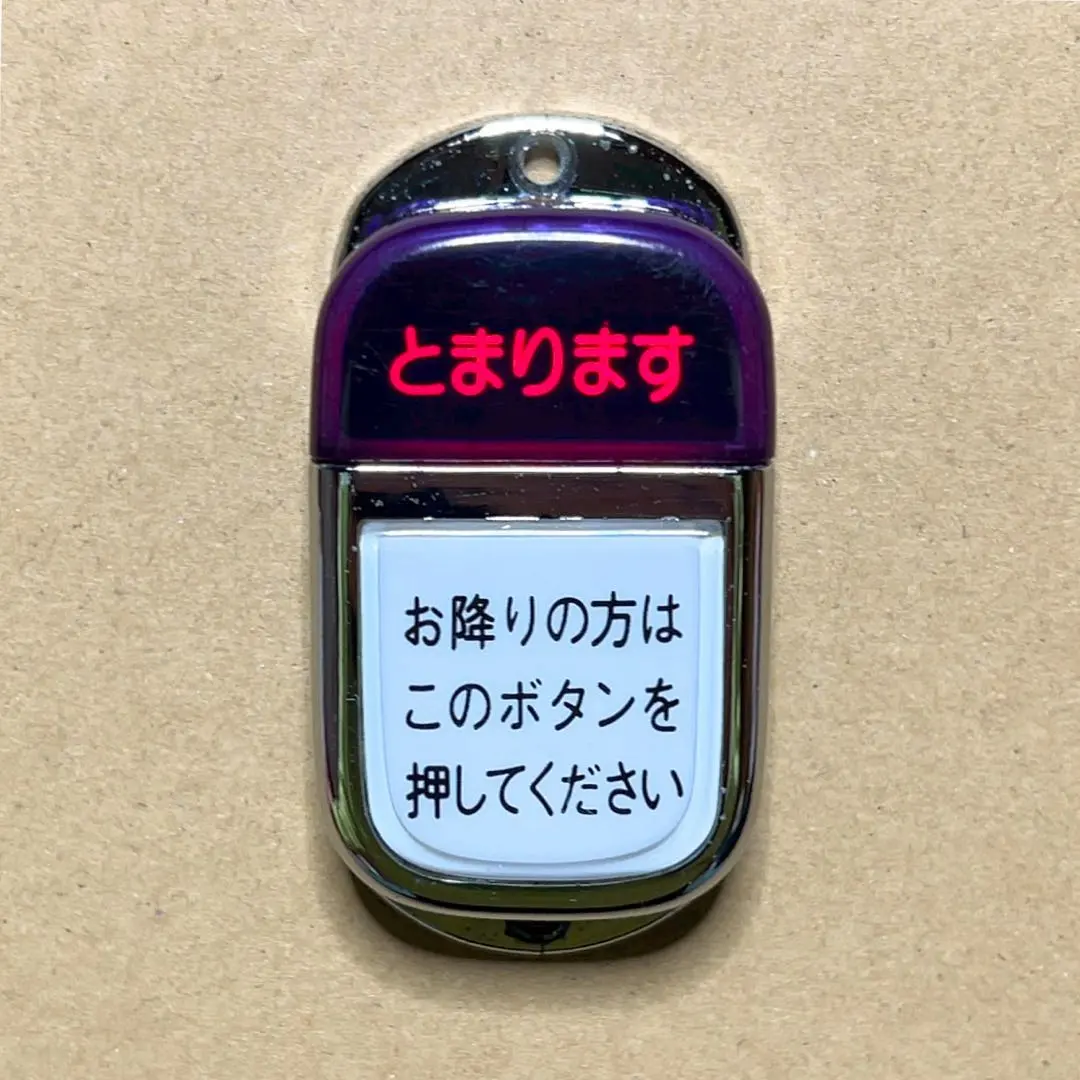 とまります
お降りの方は
このボタンを
押してください